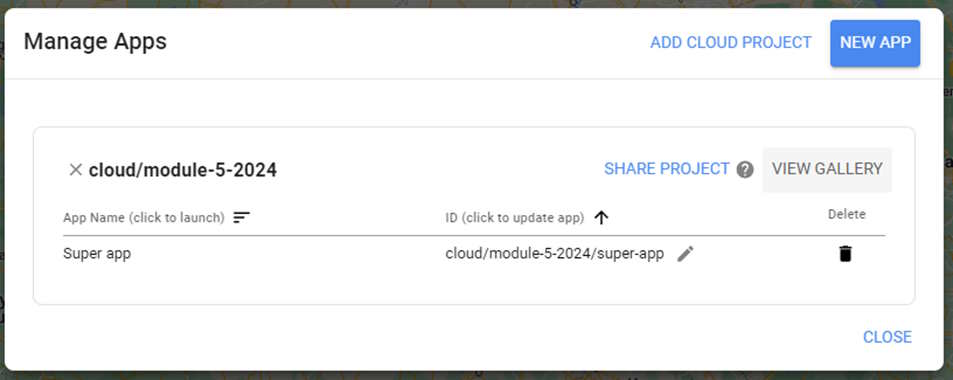 Manage Apps
ADD CLOUD PROJECT
NEW APP
cloud/module-5-2024
SHARE PROJECT
VIEW GALLERY
App Name (click to launch)
ID (click to update app)
Delete
Super app
cloud/module-5-2024/super-app
CLOSE